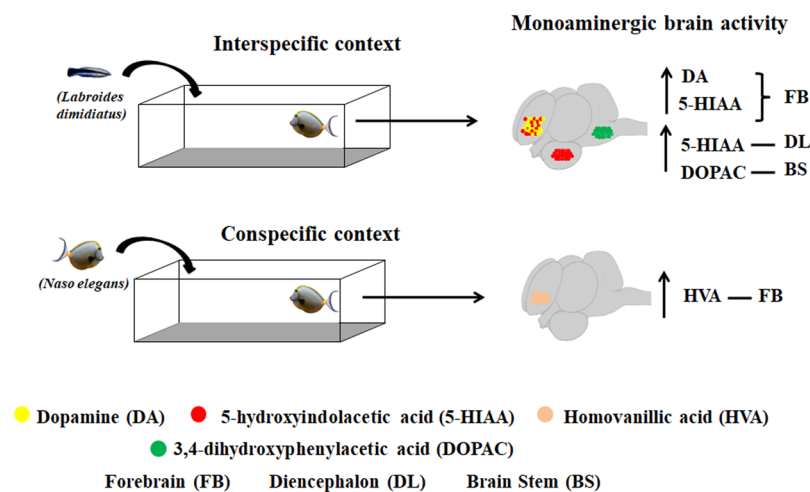 Interspecific context
Monoaminergic brain activity
(Labroides
dimidiatus)
DA
5-HIAA
FB
5-HIAA
DL
DOPAC
BS
Conspecific context
(Naso elegans)
HVA
FB
Dopamine (DA)
5-hydroxyindolacetic acid (5-HIAA)
Homovanillic acid (HVA)
3,4-dihydroxyphenylacetic acid (DOPAC)
Forebrain (FB)
Diencephalon (DL)
Brain Stem (BS)